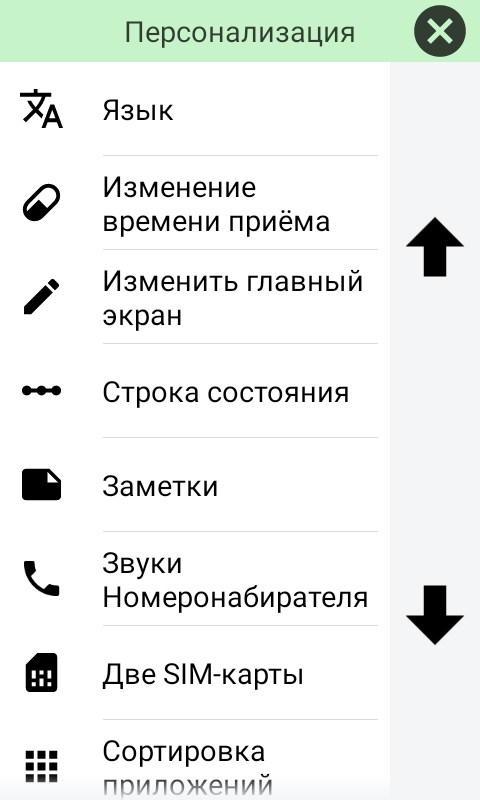 Персонализация
Язык
Изменение
времени приёма
Изменить главный
экран
Строка состояния
Заметки
Звуки
Номеронабирателя
Две SIM-карты
Сортировка
приложений